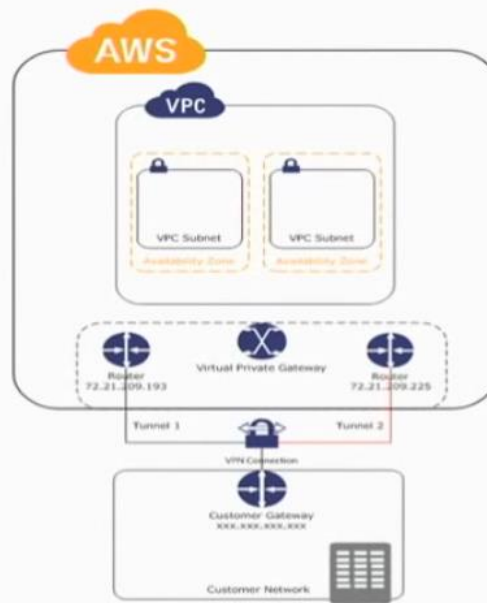 AWS
VPC
VPC Subnet
VPC Subnet
Availability Zone
Availability Zone
Router
72.21.209.193
Virtual Private Gateway
Router
72.21.209.225
Tunnel 1
Tunnel 2
VPN Connection
Customer Gateway
xxx.xxx.xxx.xxx
Customer Network